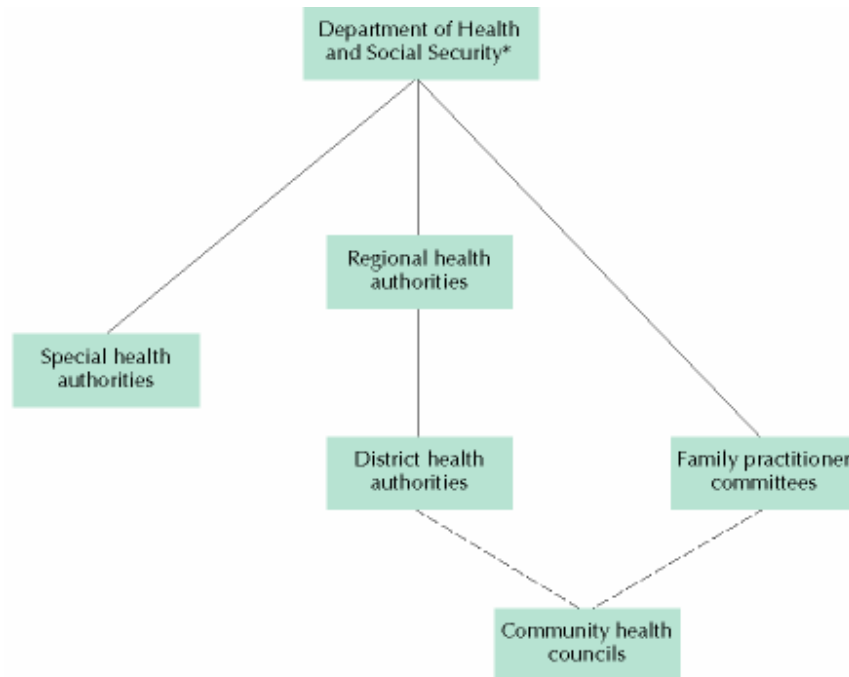 Department of Health
and Social Security*
Regional health
authorities
Special health
authorities
District health
authorities
Family practitioner
committees
Community health
councils